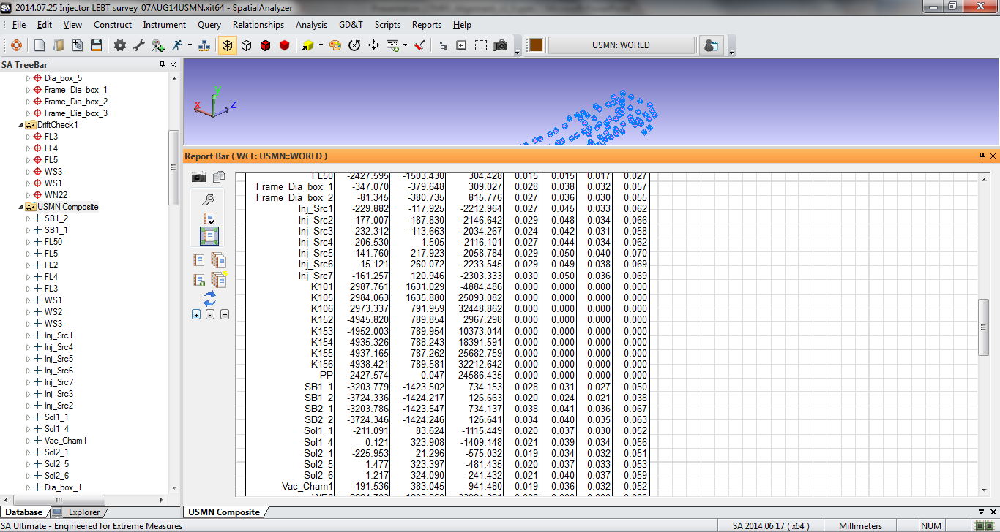 2014.07.25 Injector LEBT survey_07AUG14USMN.xit64 - SpatialAnalyzer
File Edit View Construct Instrument Query Relationships Analysis GD&T Scripts Reports Help
USMN::WORLD
SA TreeBar
Dia_box_5
Frame_Dia_box_1
Frame_Dia_box_2
Frame_Dia_box_3
DriftCheck1
FL3
FL4
FL5
WS3
WS1
WN22
USMN Composite
SB1_2
SB1_1
FL50
FL5
FL2
FL4
FL3
WS1
WS2
WS3
Inj_Src1
Inj_Src4
Inj_Src5
Inj_Src6
Inj_Src7
Inj_Src3
Inj_Src2
Sol1_1
Sol1_4
Vac_Cham1
Sol2_1
Sol2_5
Sol2_6
Dia_box_1
Database Explorer
X Y Z
Report Bar ( WCF: USMN::WORLD )
FL50 -2427.595 -1503.430 304.428 0.015 0.015 0.017 0.027
Frame Dia box 1 -347.070 -379.648 309.027 0.028 0.038 0.032 0.057
Frame Dia box 2 -81.345 -380.735 815.776 0.027 0.036 0.030 0.055
Inj_Src1 -229.882 -117.925 -2212.964 0.027 0.045 0.033 0.062
Inj_Src2 -177.007 -187.830 -2146.642 0.029 0.048 0.034 0.066
Inj Src3 -232.312 -113.663 -2034.267 0.024 0.042 0.031 0.058
Inj Src4 -206.530 1.505 -2116.101 0.027 0.044 0.034 0.062
Inj Src5 -141.760 217.923 -2058.784 0.029 0.050 0.040 0.070
Inj Src6 -15.121 260.072 -2233.545 0.029 0.049 0.038 0.069
Inj Src7 -161.257 120.946 -2303.333 0.030 0.050 0.036 0.069
K101 2987.761 1631.029 -4884.486 0.000 0.000 0.000 0.000
K105 2984.063 1635.880 25093.082 0.000 0.000 0.000 0.000
K106 2973.337 791.959 32448.862 0.000 0.000 0.000 0.000
K152 -4945.820 789.854 2967.298 0.000 0.000 0.000 0.000
K153 -4952.003 789.954 10373.014 0.000 0.000 0.000 0.000
K154 -4935.326 788.243 18391.591 0.000 0.000 0.000 0.000
K155 -4937.165 787.262 25682.759 0.000 0.000 0.000 0.000
K156 -4938.421 789.581 32212.642 0.000 0.000 0.000 0.000
PP -2427.574 0.047 24586.435 0.000 0.000 0.000 0.000
SB1 1 -3203.779 -1423.502 734.153 0.028 0.031 0.027 0.050
SB1 2 -3724.336 -1424.217 126.663 0.020 0.024 0.021 0.038
SB2 1 -3203.786 -1423.547 734.137 0.038 0.041 0.036 0.067
SB2 2 -3724.346 -1424.246 126.641 0.034 0.040 0.035 0.063
Sol1_1 -211.091 83.624 -1115.449 0.020 0.037 0.030 0.052
Sol1 4 0.121 323.908 -1409.148 0.021 0.039 0.034 0.056
Sol2 1 -225.953 21.296 -575.032 0.019 0.034 0.032 0.051
Sol2 5 1.477 323.397 -481.435 0.020 0.037 0.033 0.053
Sol2 6 1.217 324.090 -241.432 0.021 0.040 0.037 0.059
Vac_Cham1 -191.536 383.045 -941.480 0.019 0.036 0.032 0.052
USMN Composite
SA Ultimate - Engineered for Extreme Measures SA 2014.06.17 ( x64 ) Millimeters NUM